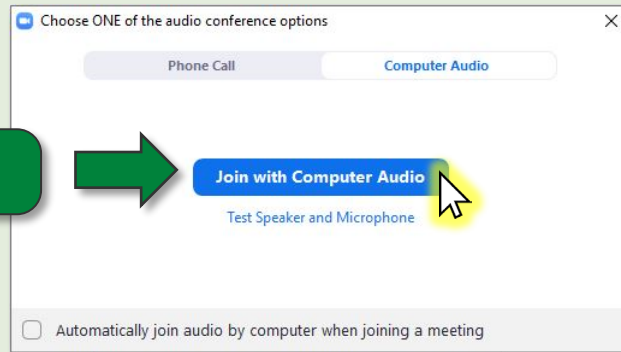 Choose ONE of the audio conference options
Phone Call
Computer Audio
Join with Computer Audio
Test Speaker and Microphone
Automatically join audio by computer when joining a meeting